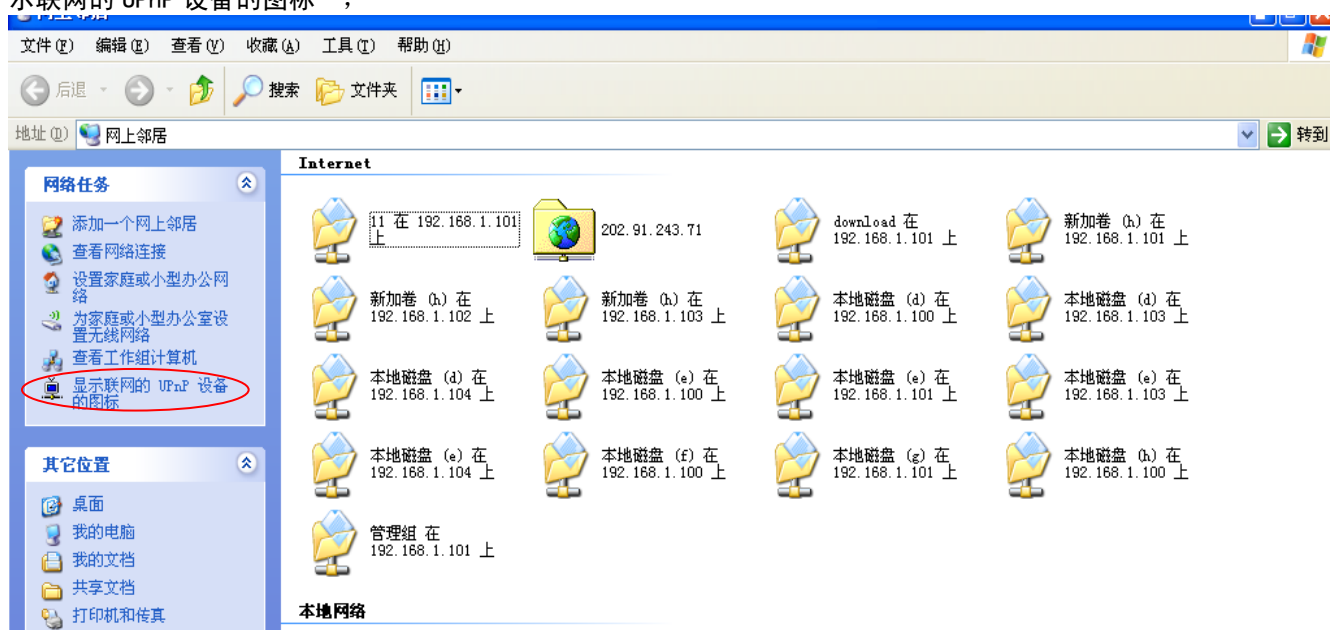 示联网的 UPnP 设备的图标”，
网上邻居
文件(F) 编辑(E) 查看(V) 收藏(A) 工具(T) 帮助(H)
后退 搜索 文件夹
地址(D) 网上邻居 转到
网络任务
添加一个网上邻居
查看网络连接
设置家庭或小型办公网
络
为家庭或小型办公室设
置无线网络
查看工作组计算机
显示联网的 UPnP 设备
的图标
其它位置
桌面
我的电脑
我的文档
共享文档
打印机和传真
Internet
11 在 192.168.1.101
上
202.91.243.71
download 在
192.168.1.101 上
新加卷 (h) 在
192.168.1.101 上
新加卷 (h) 在
192.168.1.102 上
新加卷 (h) 在
192.168.1.103 上
本地磁盘 (d) 在
192.168.1.100 上
本地磁盘 (d) 在
192.168.1.103 上
本地磁盘 (d) 在
192.168.1.104 上
本地磁盘 (e) 在
192.168.1.100 上
本地磁盘 (e) 在
192.168.1.101 上
本地磁盘 (e) 在
192.168.1.103 上
本地磁盘 (e) 在
192.168.1.104 上
本地磁盘 (f) 在
192.168.1.100 上
本地磁盘 (g) 在
192.168.1.101 上
本地磁盘 (h) 在
192.168.1.100 上
管理组 在
192.168.1.101 上
本地网络